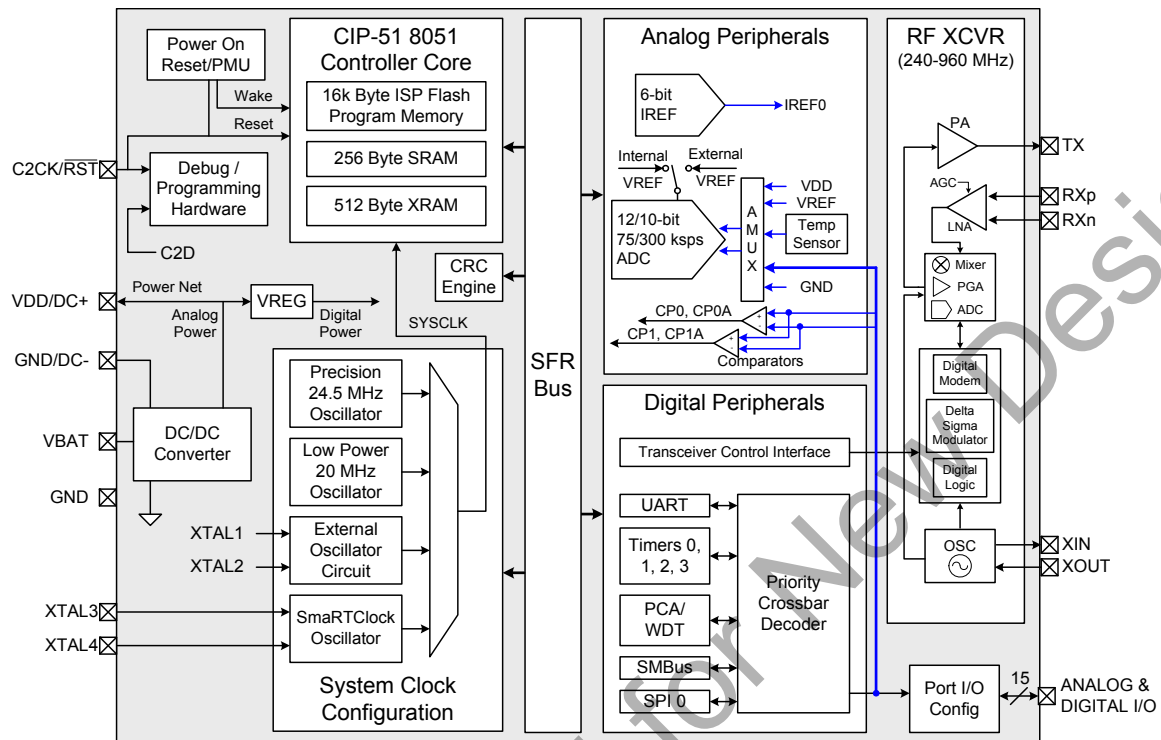 Power On
Reset/PMU
Wake
Reset
C2CK/RST
Debug /
Programming
Hardware
C2D
VDD/DC+
Power Net
Analog
Power
VREG
Digital
Power
GND/DC-
VBAT
DC/DC
Converter
GND
XTAL1
XTAL2
XTAL3
XTAL4
CIP-51 8051
Controller Core
16k Byte ISP Flash
Program Memory
256 Byte SRAM
512 Byte XRAM
CRC
Engine
SYSCLK
Precision
24.5 MHz
Oscillator
Low Power
20 MHz
Oscillator
External
Oscillator
Circuit
SmaRTClock
Oscillator
System Clock
Configuration
SFR
Bus
Analog Peripherals
6-bit
IREF
IREF0
Internal
VREF
External
VREF
12/10-bit
75/300 ksps
ADC
A
M
U
X
VDD
VREF
Temp
Sensor
GND
CP0, CP0A
+
-
CP1, CP1A
+
-
Comparators
Digital Peripherals
Transceiver Control Interface
UART
Timers 0,
1, 2, 3
PCA/
WDT
SMBus
SPI 0
Priority
Crossbar
Decoder
RF XCVR
(240-960 MHz)
PA
AGC
LNA
Mixer
PGA
ADC
Digital
Modem
Delta
Sigma
Modulator
Digital
Logic
OSC
TX
RXp
RXn
XIN
XOUT
Port I/O
Config
15
ANALOG &
DIGITAL I/O
for New Desi